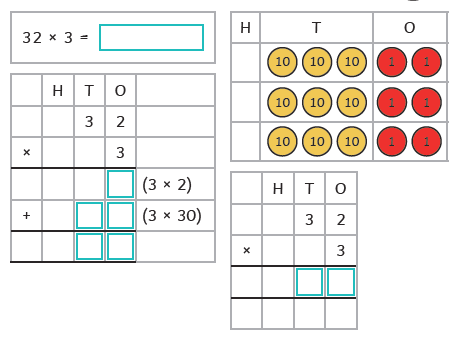 32 × 3 =
H T O
3 2
× 3
(3 × 2)
+ (3 × 30)
H T O
10 10 10 1 1
10 10 10 1 1
10 10 10 1 1
H T O
3 2
× 3